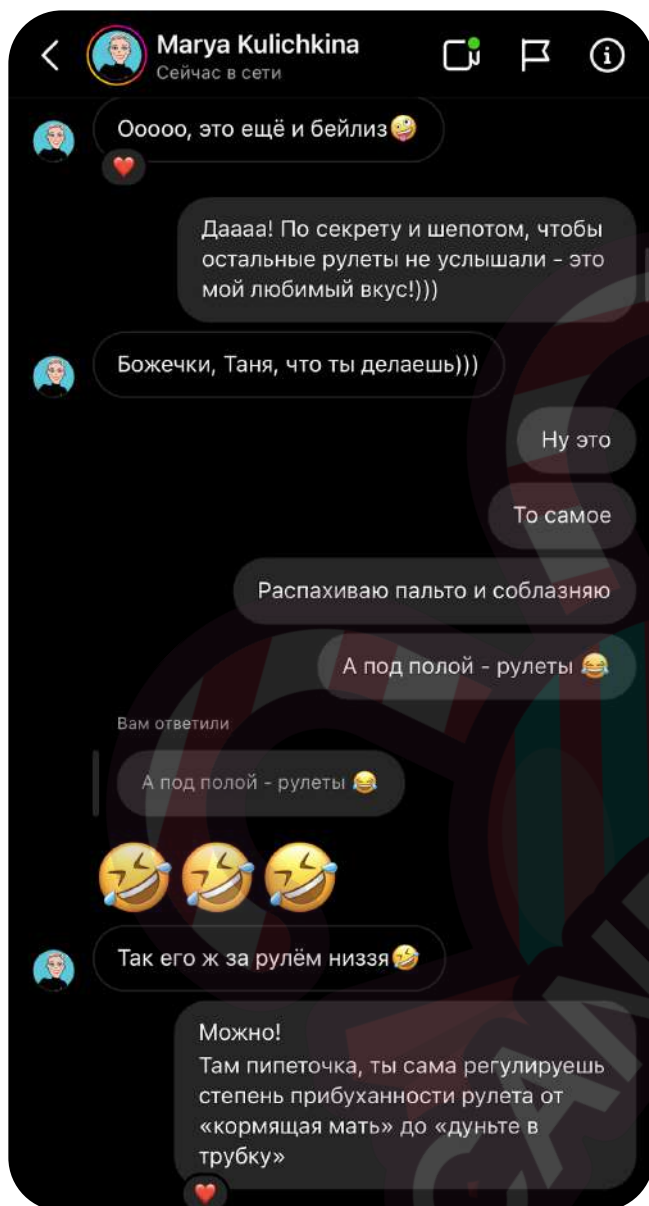 Marya Kulichkina
Сейчас в сети
Ооооо, это ещё и бейлиз🤪
Даааа! По секрету и шепотом, чтобы
остальные рулеты не услышали - это
мой любимый вкус!)))
Божечки, Таня, что ты делаешь)))
Ну это
То самое
Распахиваю пальто и соблазняю
А под полой - рулеты 😂
Вам ответили
А под полой - рулеты 😂
🤣🤣🤣
Так его ж за рулём низзя🤣
Можно!
Там пипеточка, ты сама регулируешь
степень прибуханности рулета от
«кормящая мать» до «дуньте в
трубку»
CAN